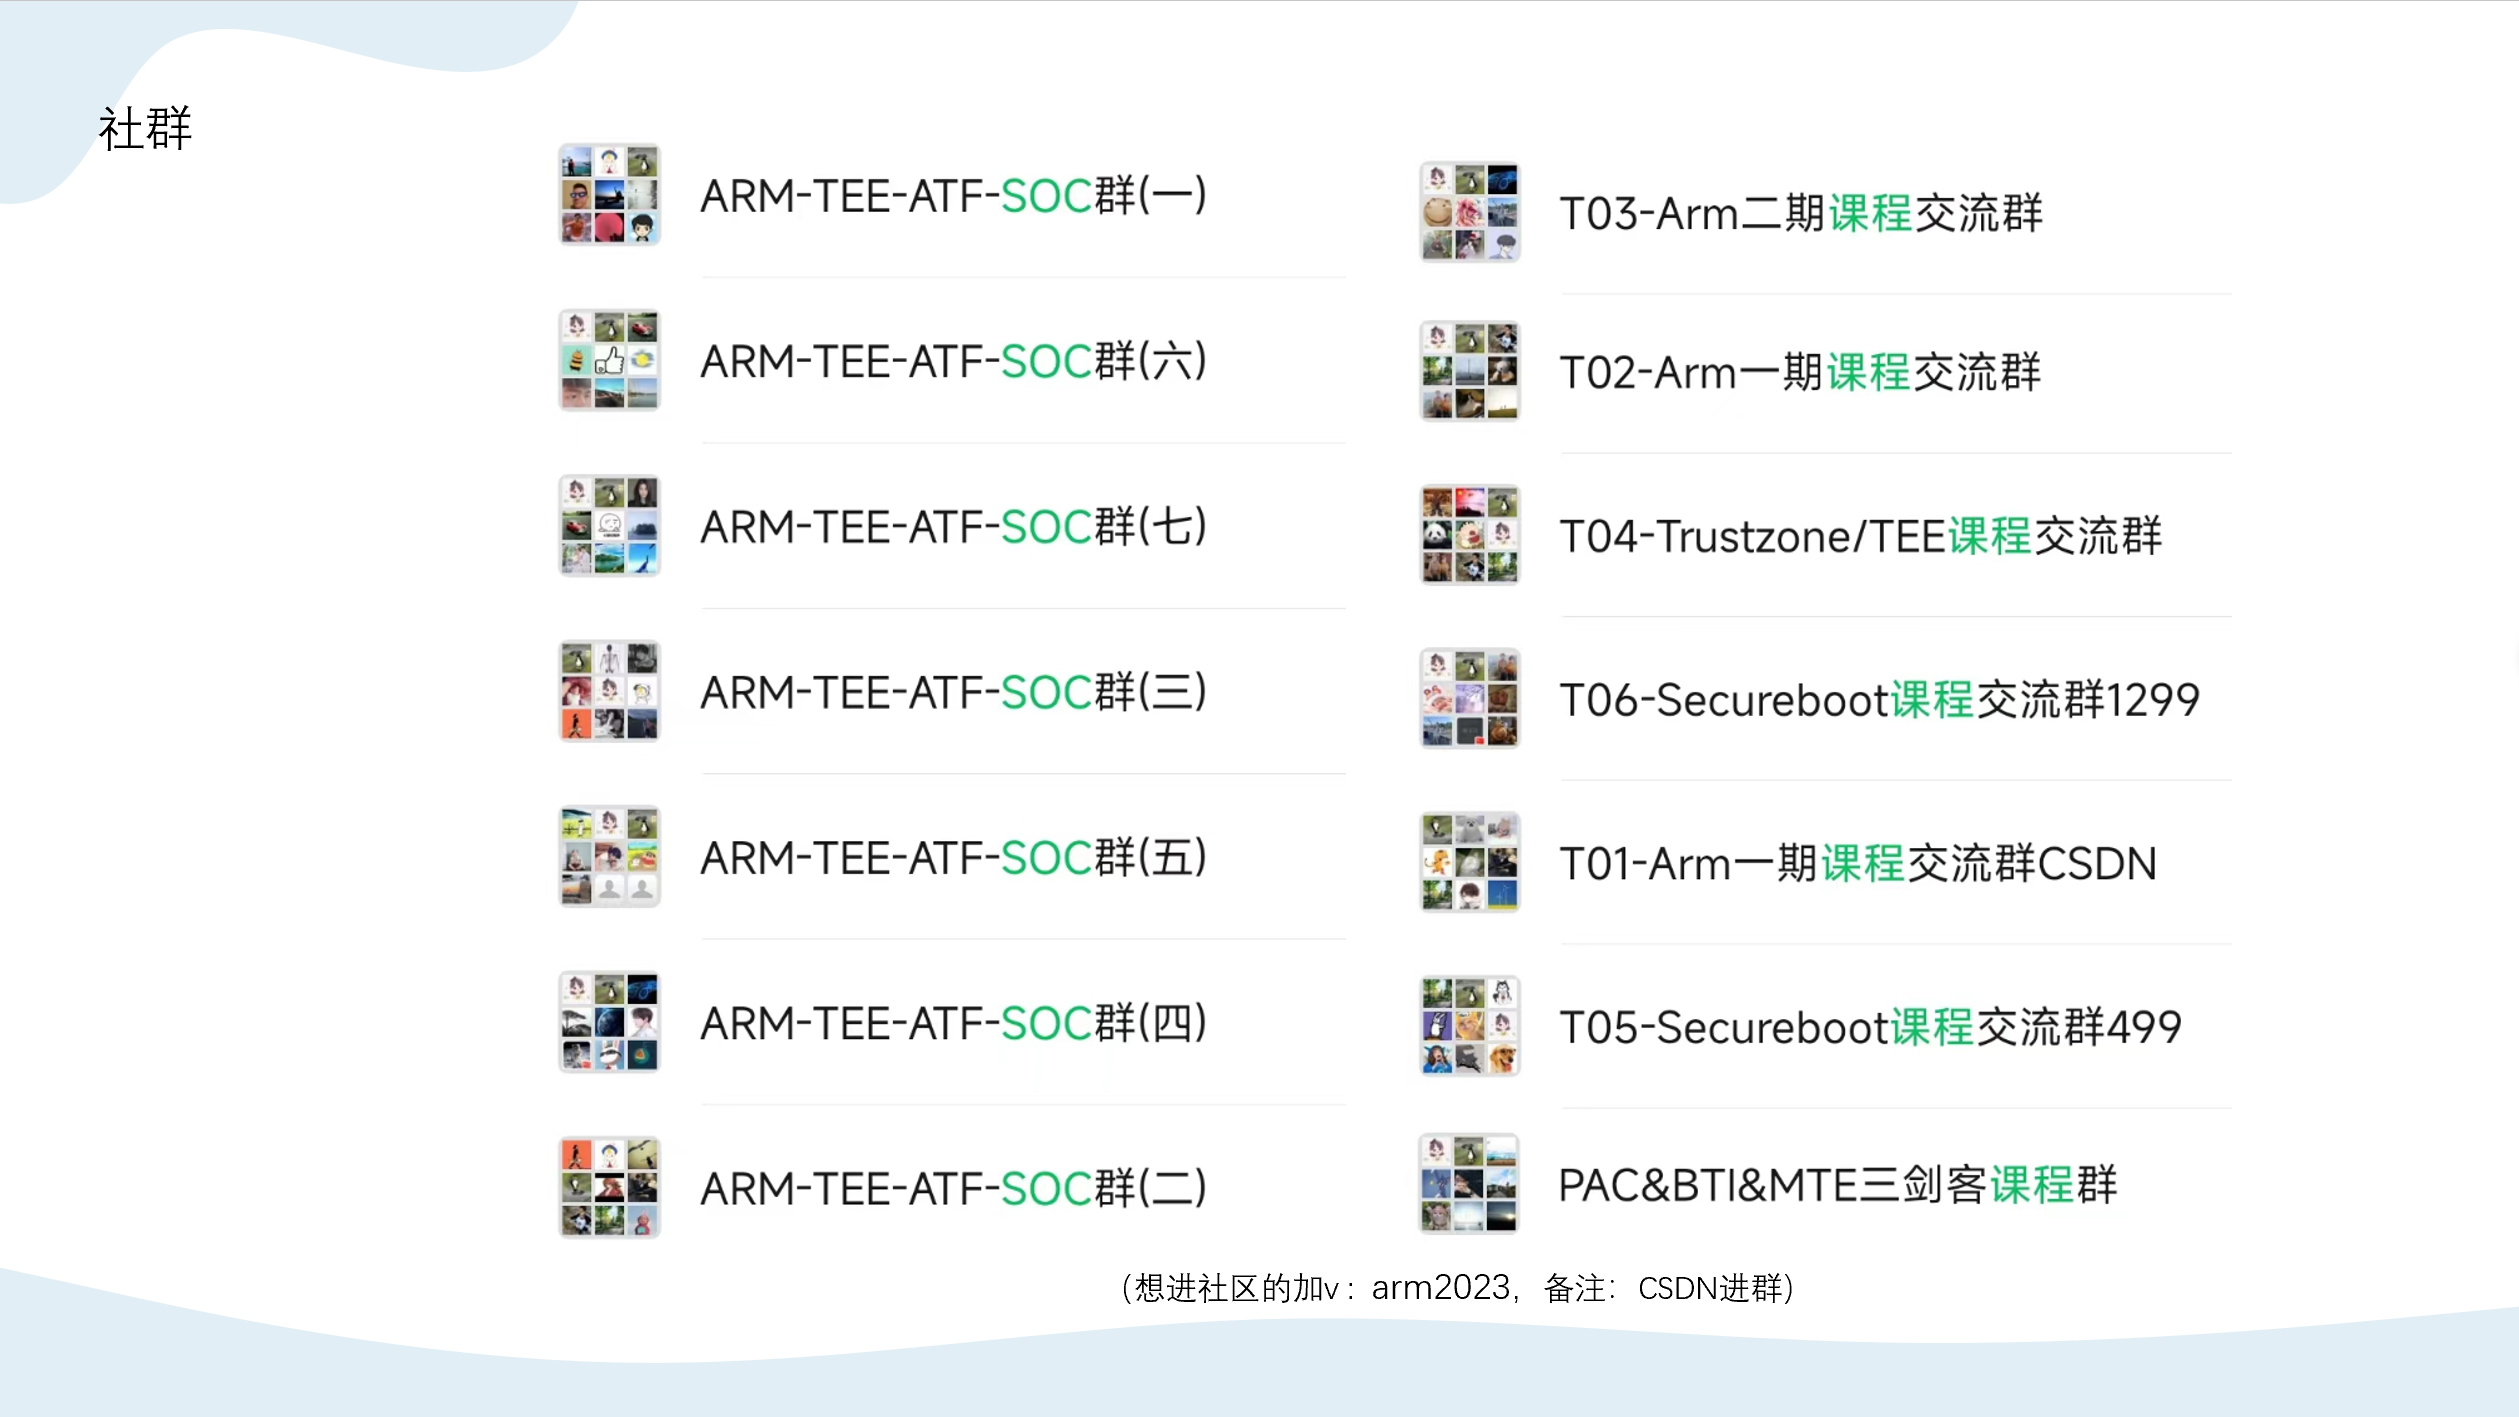 社群
ARM-TEE-ATF-SOC群(一)
ARM-TEE-ATF-SOC群(六)
ARM-TEE-ATF-SOC群(七)
ARM-TEE-ATF-SOC群(三)
ARM-TEE-ATF-SOC群(五)
ARM-TEE-ATF-SOC群(四)
ARM-TEE-ATF-SOC群(二)
T03-Arm二期课程交流群
T02-Arm一期课程交流群
T04-Trustzone/TEE课程交流群
T06-Secureboot课程交流群1299
T01-Arm一期课程交流群CSDN
T05-Secureboot课程交流群499
PAC&BTI&MTE三剑客课程群
（想进社区的加v：arm2023，备注：CSDN进群）